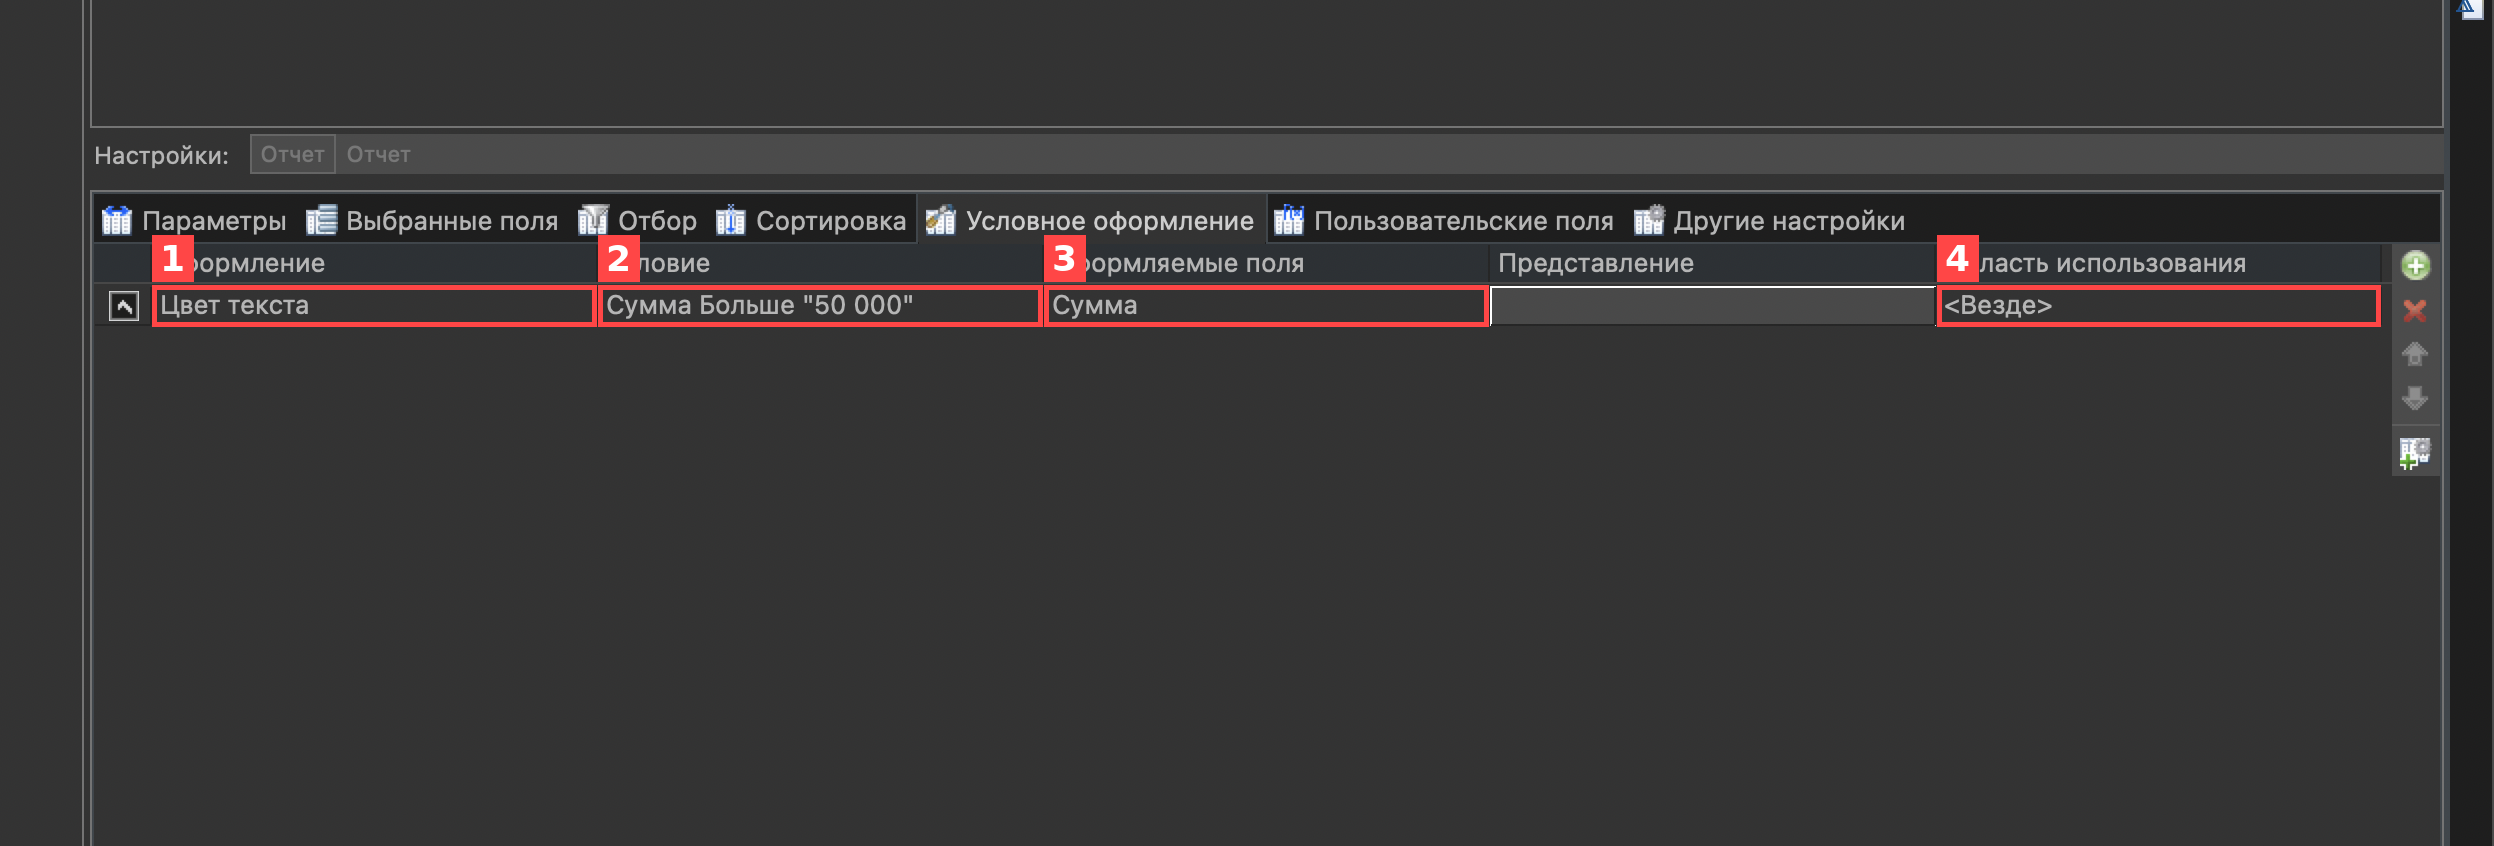 Настройки: Отчет Отчет
Параметры Выбранные поля Отбор Сортировка Условное оформление Пользовательские поля Другие настройки
1 ормление 2 ловие 3 ормляемые поля Представление 4 ласть использования
Цвет текста Сумма Больше "50 000" Сумма <Везде>